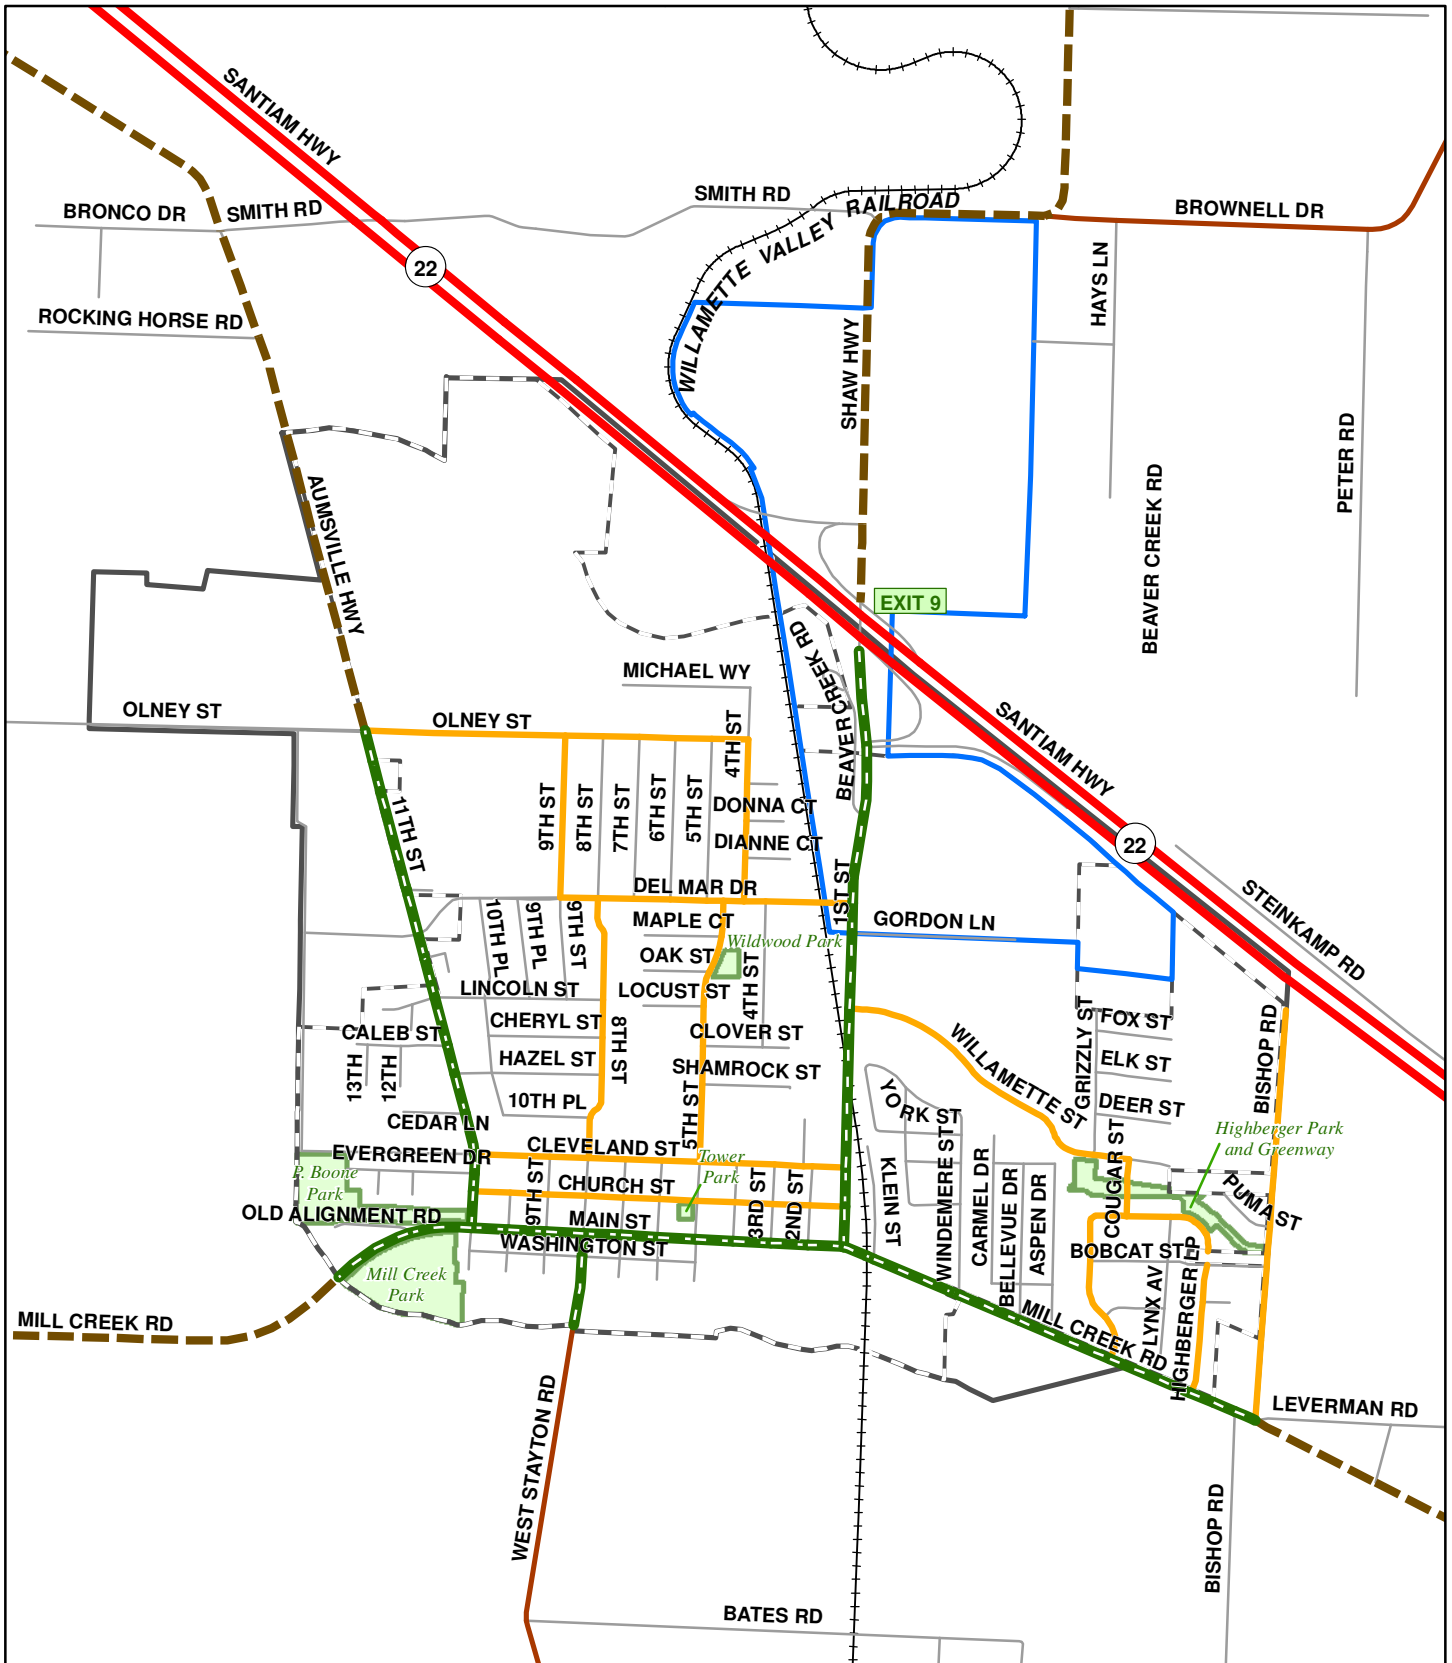 SANTIAM HWY
SMITH RD
WILLAMETTE VALLEY RAILROAD
BRONCO DR
SMITH RD
BROWNELL DR
22
HAYS LN
ROCKING HORSE RD
SHAW HWY
PETER RD
AUMSVILLE HWY
BEAVER CREEK RD
EXIT 9
BEAVERCREEK RD
MICHAEL WY
OLNEY ST
OLNEY ST
4TH ST
SANTIAM HWY
11TH ST
9TH ST
8TH ST
7TH ST
6TH ST
5TH ST
DONNA CT
DIANNE CT
22
DEL MAR DR
1ST ST
STEINKAMP RD
10TH PL
9TH PL
9TH ST
MAPLE CT
GORDON LN
Wildwood Park
OAK ST
4TH ST
LINCOLN ST
LOCUST ST
CHERYL ST
8TH ST
CLOVER ST
CALEB ST
WILLAMETTE ST
GRIZZLY ST
FOX ST
BISHOP RD
HAZEL ST
SHAMROCK ST
ELK ST
13TH
12TH
10TH PL
5TH ST
YORK ST
DEER ST
CEDAR LN
CLEVELAND ST
COUGAR ST
Highberger Park
and Greenway
EVERGREEN DR
Tower
Park
P. Boone
Park
CHURCH ST
9TH ST
3RD ST
2ND ST
KLEIN ST
WINDEMERE ST
CARMEL DR
BELLEVUE DR
ASPEN DR
PUMA ST
OLD ALIGNMENT RD
MAIN ST
WASHINGTON ST
BOBCAT ST
Mill Creek
Park
LYNX AV
HIGHBERGER LP
MILL CREEK RD
MILL CREEK RD
LEVERMAN RD
WEST STAYTON RD
BISHOP RD
BATES RD